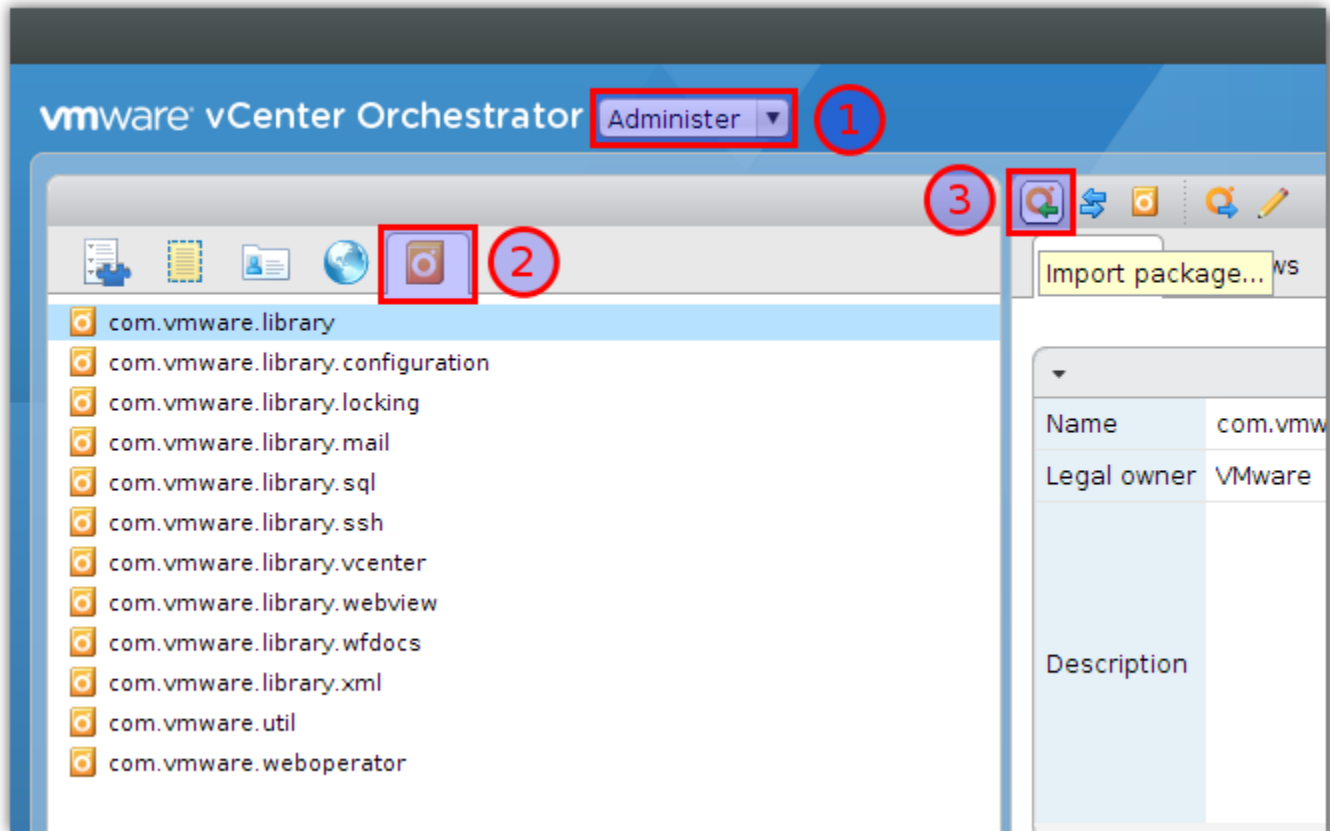 vmware vCenter Orchestrator Administer 1
3
2
Import package... ws
com.vmware.library
com.vmware.library.configuration
com.vmware.library.locking
com.vmware.library.mail
com.vmware.library.sql
com.vmware.library.ssh
com.vmware.library.vcenter
com.vmware.library.webview
com.vmware.library.wfdocs
com.vmware.library.xml
com.vmware.util
com.vmware.weboperator
Name com.vmw
Legal owner VMware
Description